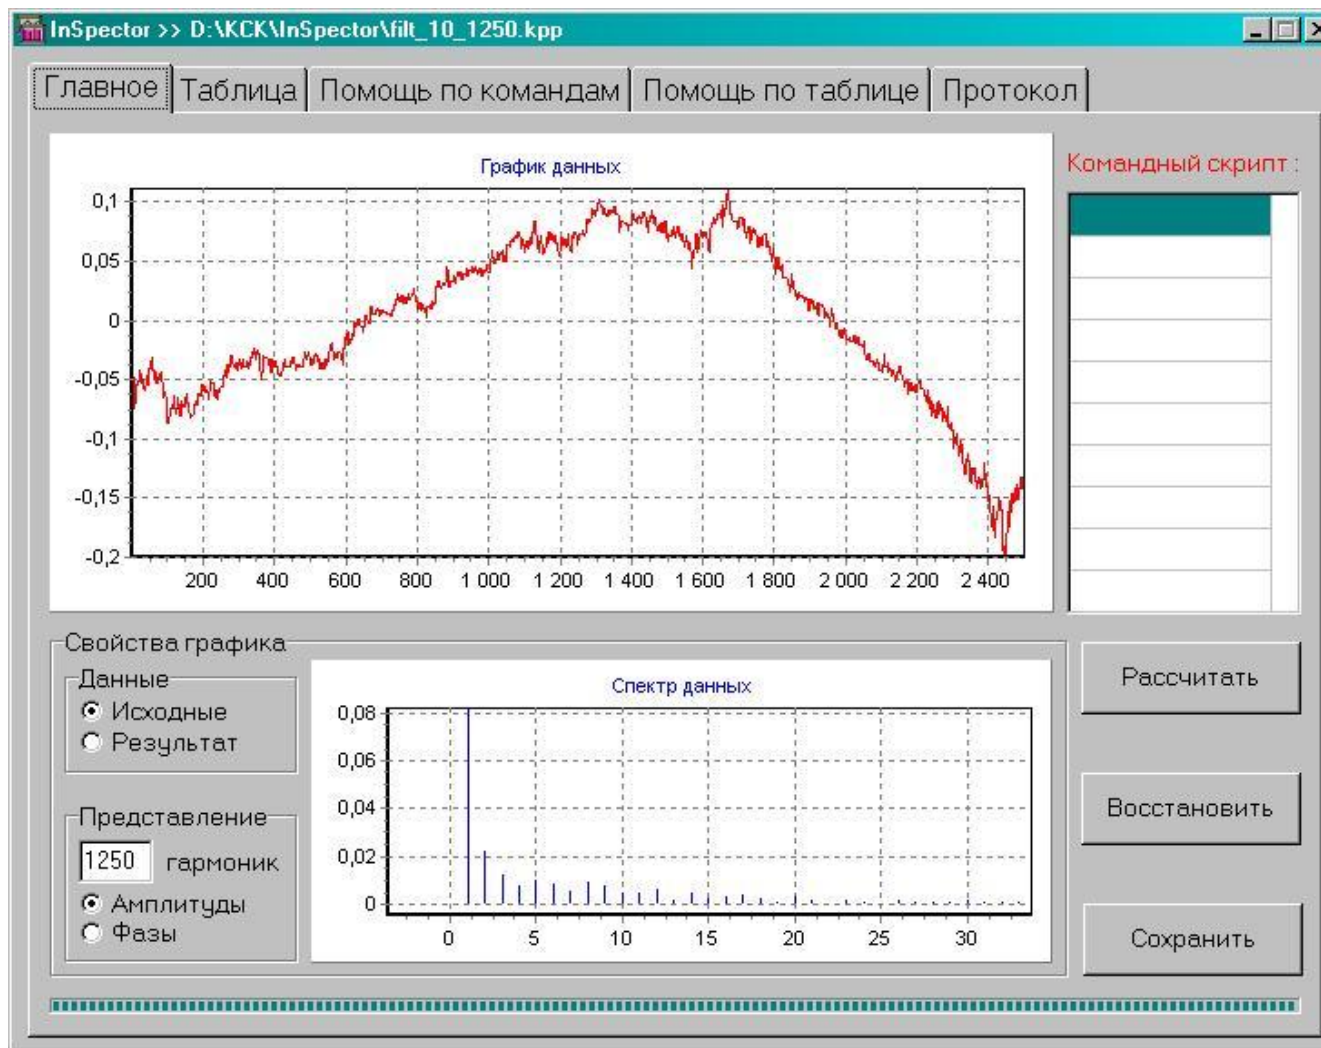 InSpector >> D:\КСК\InSpector\filt_10_1250.kpp
Главное Таблица Помощь по командам Помощь по таблице Протокол
График данных
Командный скрипт :
0,1
0,05
0
-0,05
-0,1
-0,15
-0,2
200 400 600 800 1 000 1 200 1 400 1 600 1 800 2 000 2 200 2 400
Свойства графика
Данные
Исходные
Результат
Представление
1250 гармоник
Амплитуды
Фазы
Спектр данных
0,08
0,06
0,04
0,02
0
0 5 10 15 20 25 30
Рассчитать
Восстановить
Сохранить